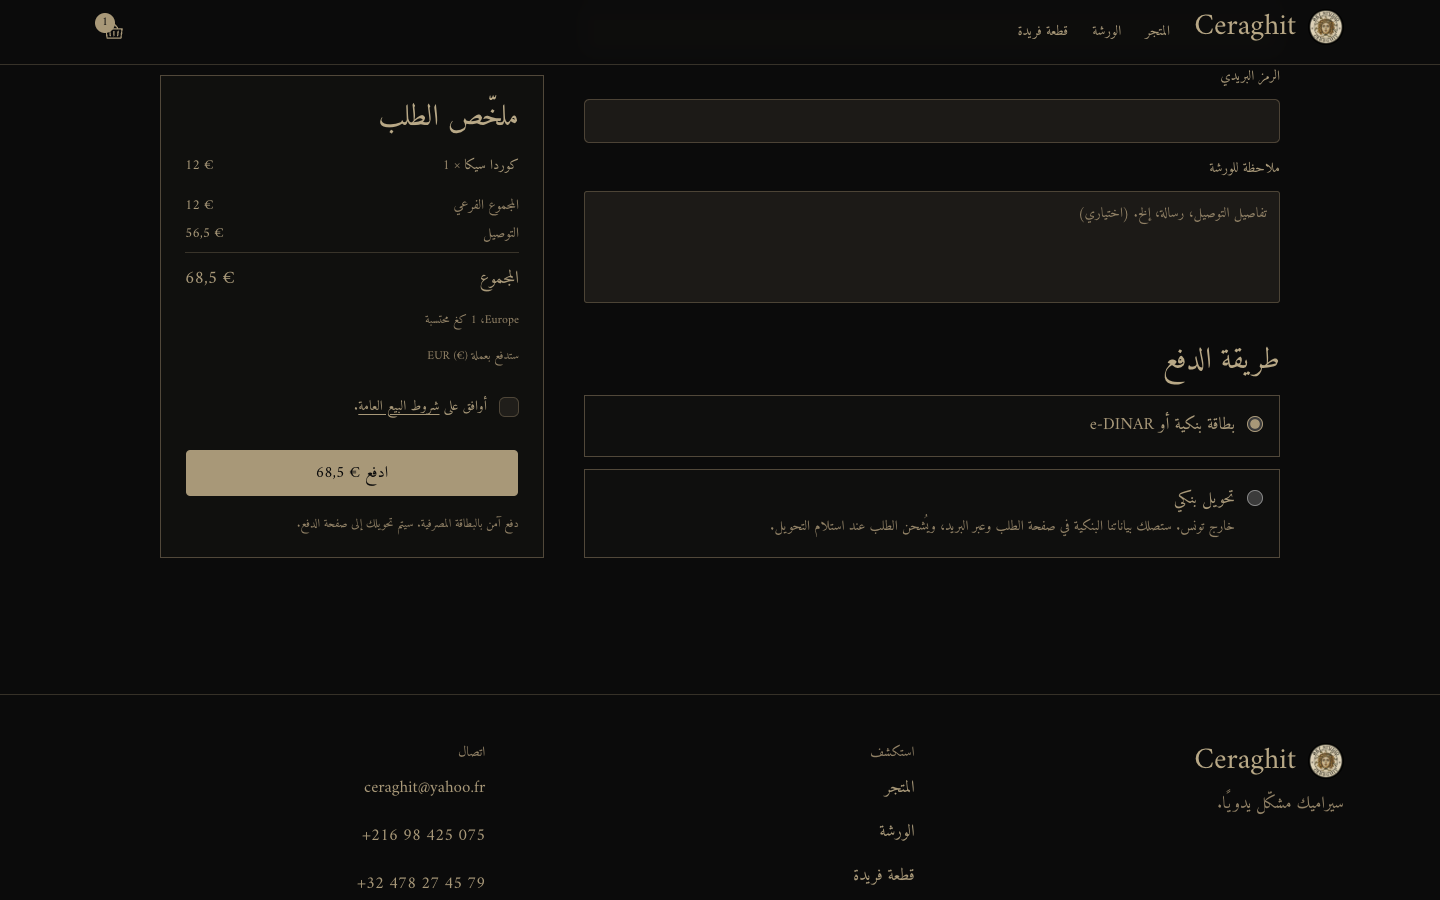 Ceraghit
المتجر
الورشة
قطعة فريدة
1
الرمز البريدي
ملاحظة للورشة
تفاصيل التوصيل، رسالة، إلخ. (اختياري)
طريقة الدفع
بطاقة بنكية أو e-DINAR
تحويل بنكي
خارج تونس. ستصلك بياناتنا البنكية في صفحة الطلب وعبر البريد، ويُشحن الطلب عند استلام التحويل.
ملخّص الطلب
كوردا سيكا × 1
12 €
المجموع الفرعي
12 €
التوصيل
56,5 €
المجموع
68,5 €
Europe، 1 كغ محتسبة
ستدفع بعملة EUR (€)
أوافق على شروط البيع العامة.
ادفع 68,5 €
دفع آمن بالبطاقة المصرفية. سيتم تحويلك إلى صفحة الدفع.
Ceraghit
سيراميك مشكّل يدويًا.
استكشف
المتجر
الورشة
قطعة فريدة
اتصال
ceraghit@yahoo.fr
+216 98 425 075
+32 478 27 45 79